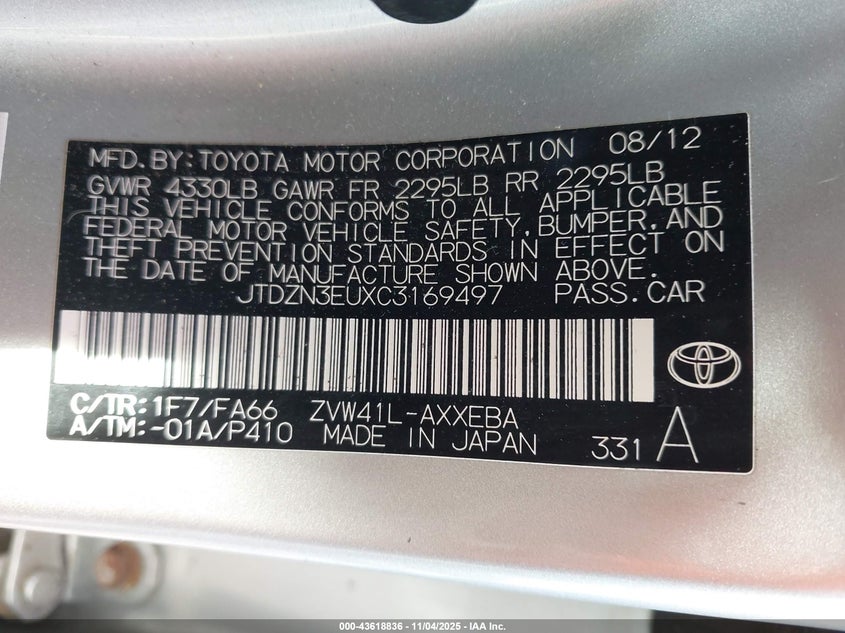 MFD.BY:TOYOTA MOTOR CORPORATION 08/12
GVWR 4330LB GAWR FR 2295LB RR 2295LB
THIS VEHICLE CONFORMS TO ALL APPLICABLE
FEDERAL MOTOR VEHICLE SAFETY,BUMPER,AND
THEFT PREVENTION STANDARDS IN EFFECT ON
THE DATE OF MANUFACTURE SHOWN ABOVE.
JTDZN3EUXC3169497 PASS.CAR
C/TR:1F7/FA66 ZVW41L-AXXEBA
A/TM:-01A/P410 MADE IN JAPAN 331 A
000-43618836 - 11/04/2025 - IAA Inc.